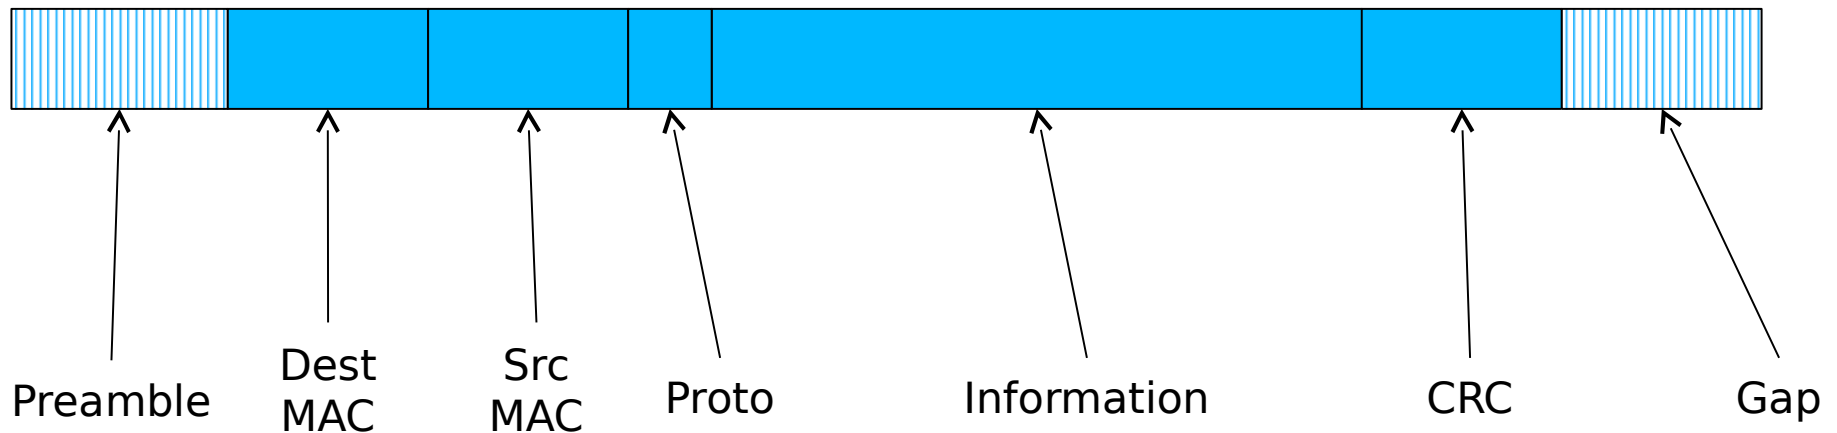 Preamble
Dest
MAC
Src
MAC
Proto
Information
CRC
Gap